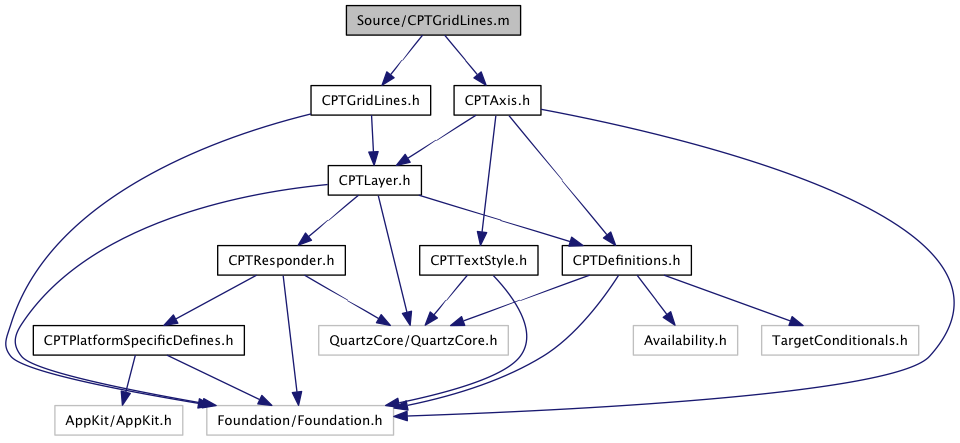 Source/CPTGridLines.m
CPTGridLines.h
CPTAxis.h
CPTLayer.h
CPTResponder.h
CPTTextStyle.h
CPTDefinitions.h
CPTPlatformSpecificDefines.h
QuartzCore/QuartzCore.h
Availability.h
TargetConditionals.h
AppKit/AppKit.h
Foundation/Foundation.h